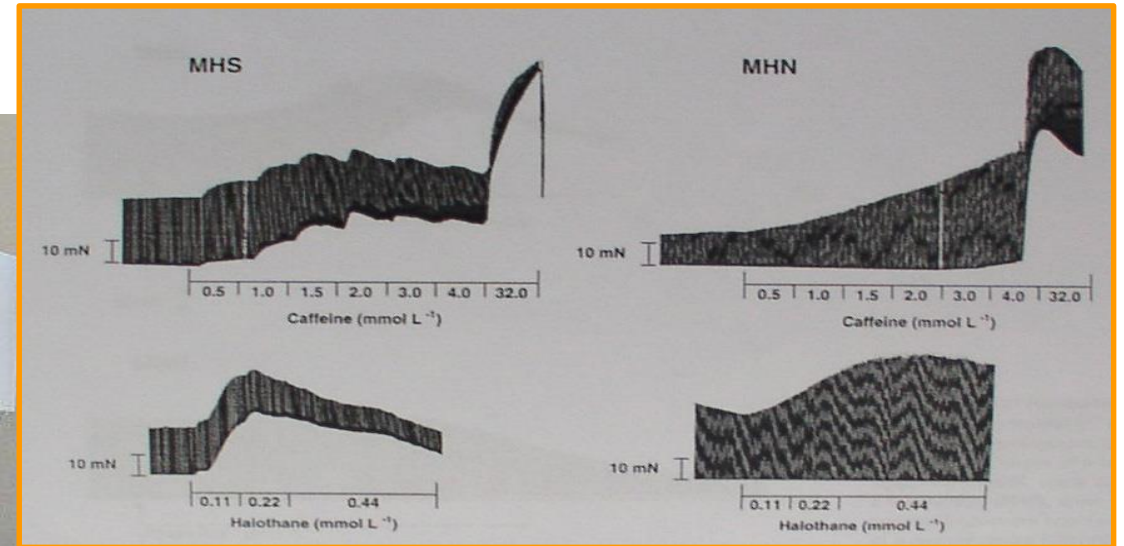 MHS
10 mN
0.5 1.0 1.5 2.0 3.0 4.0 32.0
Caffeine (mmol L -1)
10 mN
0.11 0.22 0.44
Halothane (mmol L -1)
MHN
10 mN
0.5 1.0 1.5 2.0 3.0 4.0 32.0
Caffeine (mmol L -1)
10 mN
0.11 0.22 0.44
Halothane (mmol L -1)